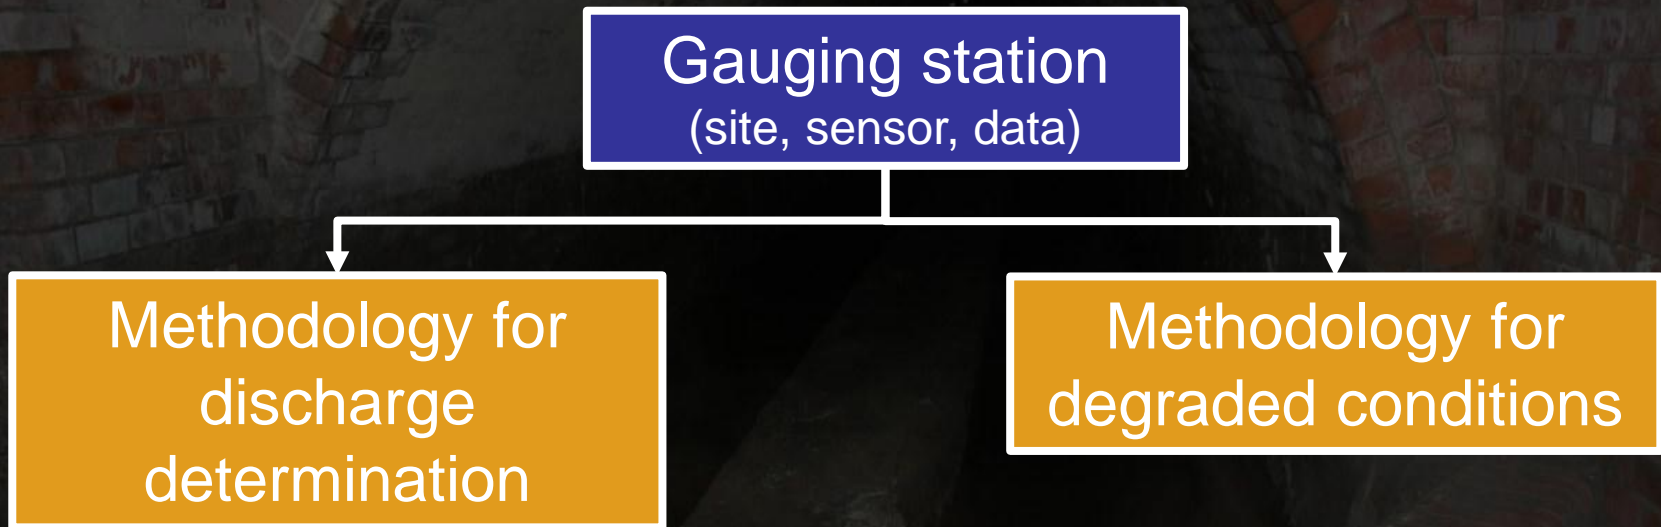 Gauging station
(site, sensor, data)
Methodology for
discharge
determination
Methodology for
degraded conditions